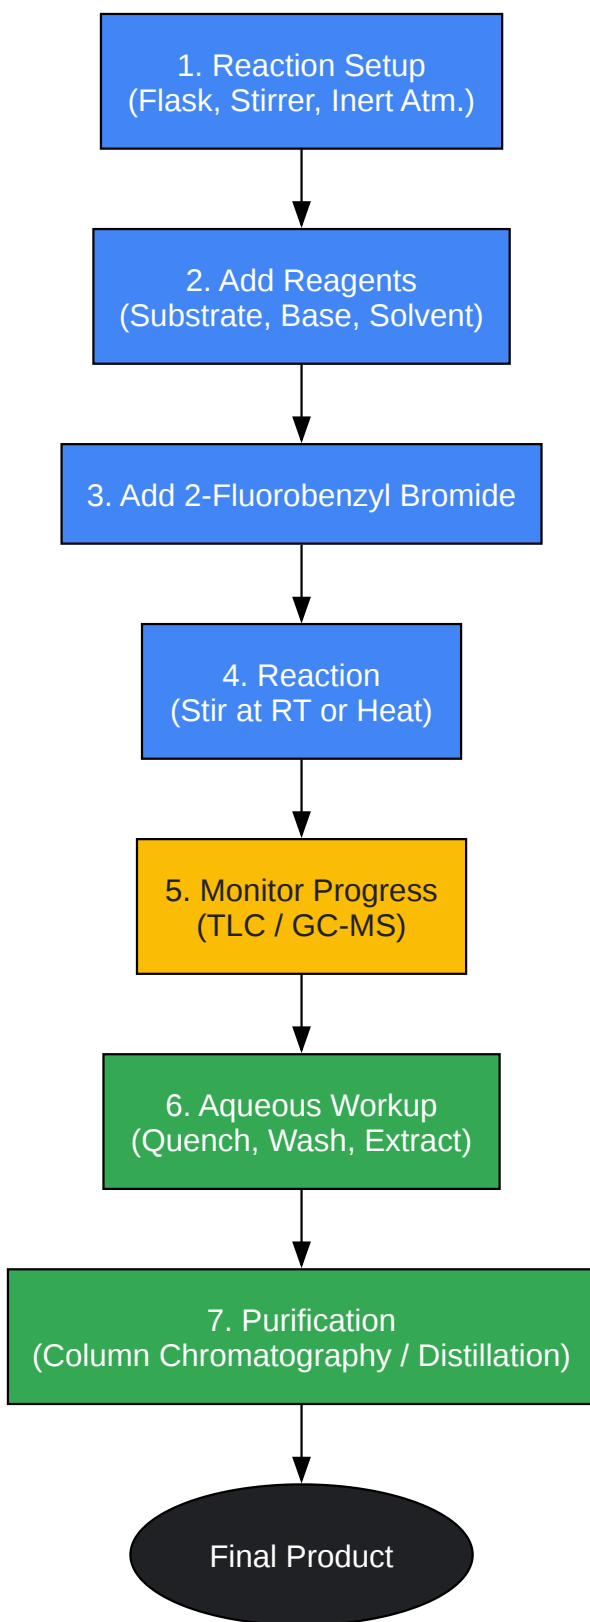 1. Reaction Setup
(Flask, Stirrer, Inert Atm.)
2. Add Reagents
(Substrate, Base, Solvent)
3. Add 2-Fluorobenzyl Bromide
4. Reaction
(Stir at RT or Heat)
5. Monitor Progress
(TLC / GC-MS)
6. Aqueous Workup
(Quench, Wash, Extract)
7. Purification
(Column Chromatography / Distillation)
Final Product